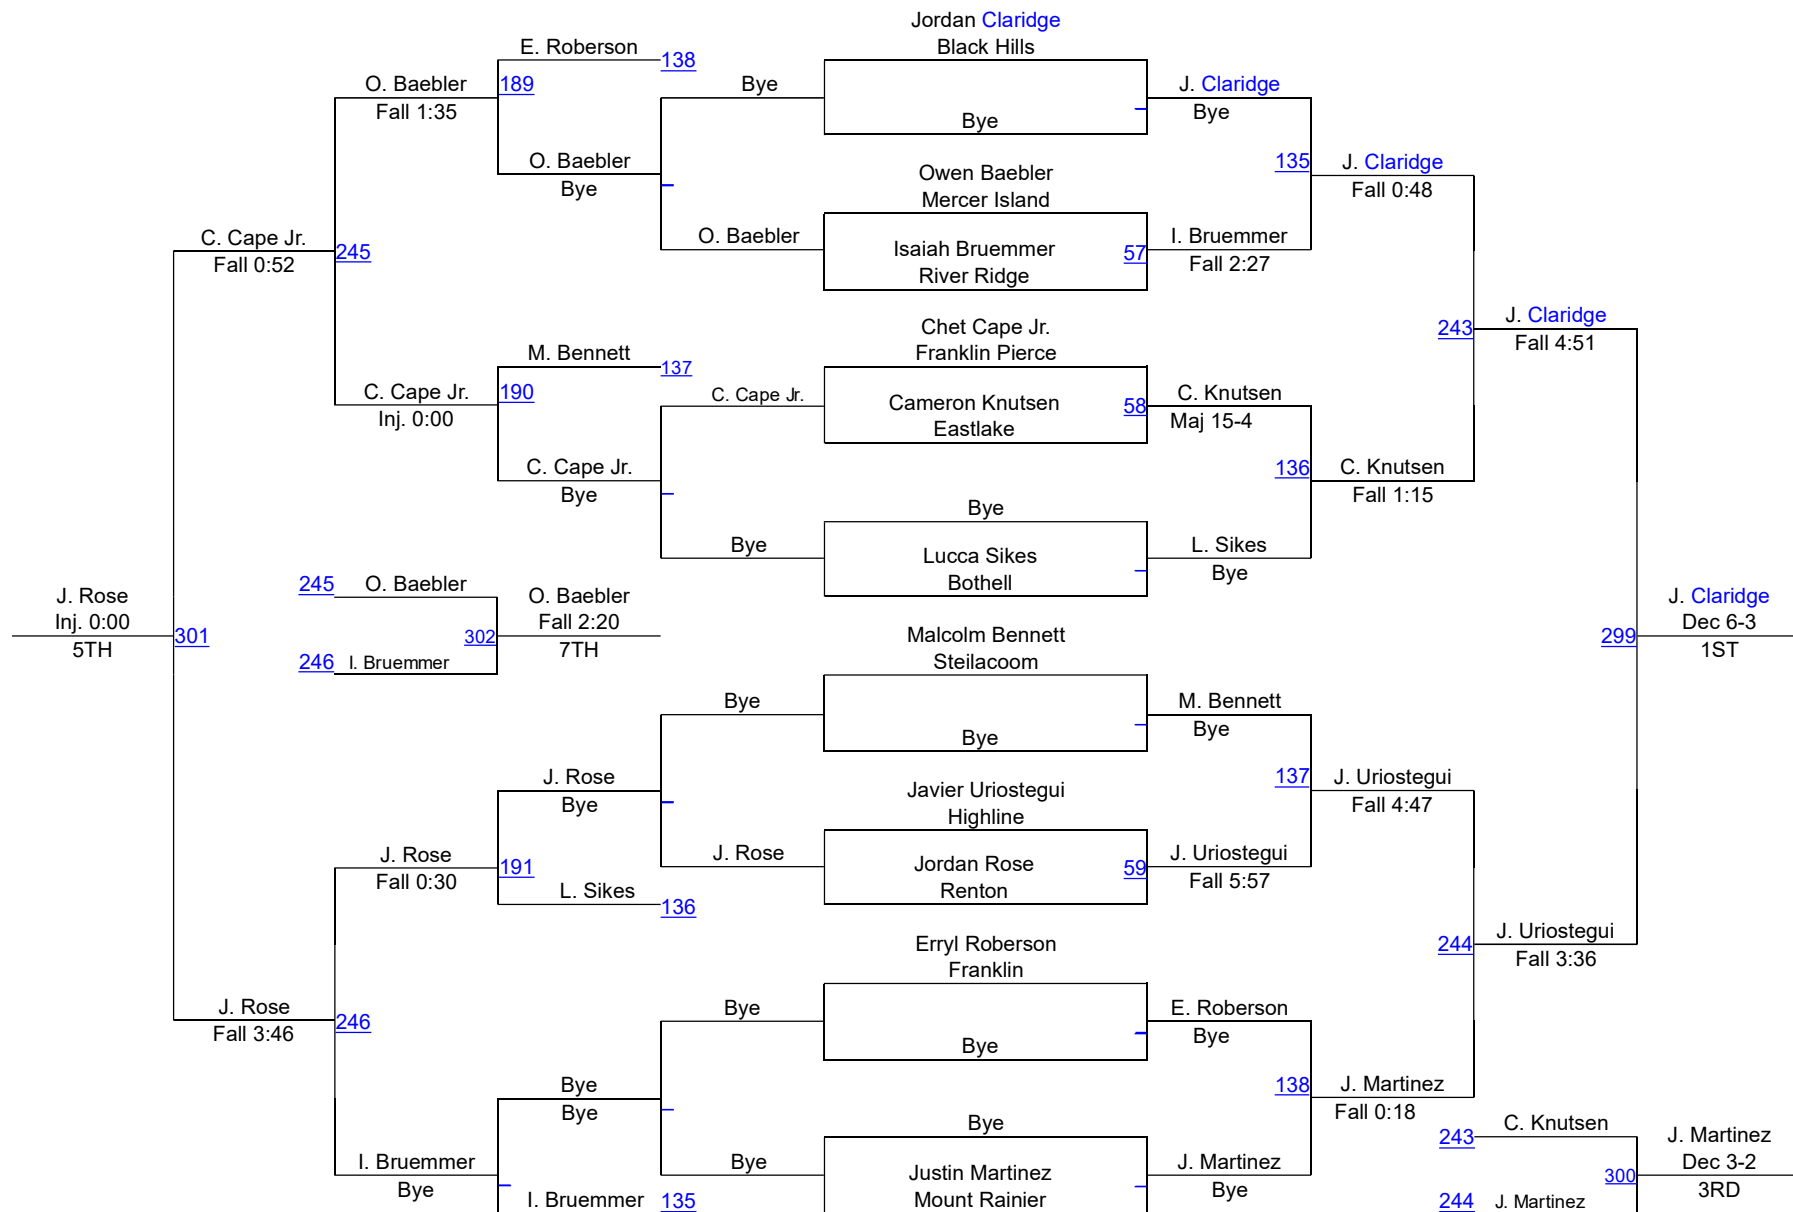 Jordan Claridge
E. Roberson
Black Hills
138
O. Baebler
189
Bye
J. Claridge
Fall 1:35
Bye
Bye
O. Baebler
135
J. Claridge
Bye
Owen Baebler
Fall 0:48
Mercer Island
C. Cape Jr.
O. Baebler
I. Bruemmer
245
Isaiah Bruemmer
57
Fall 0:52
Fall 2:27
River Ridge
J. Claridge
Chet Cape Jr.
243
Fall 4:51
M. Bennett
Franklin Pierce
137
C. Cape Jr.
190
C. Cape Jr.
C. Knutsen
Cameron Knutsen
58
Inj. 0:00
Maj 15-4
Eastlake
C. Cape Jr.
136
C. Knutsen
Bye
Fall 1:15
Bye
Bye
L. Sikes
Lucca Sikes
Bye
Bothell
245
O. Baebler
J. Rose
O. Baebler
J. Claridge
Inj. 0:00
Fall 2:20
Dec 6-3
301
302
299
5TH
7TH
1ST
Malcolm Bennett
246
I. Bruemmer
Steilacoom
Bye
M. Bennett
Bye
Bye
J. Rose
137
J. Uriostegui
Bye
Javier Uriostegui
Fall 4:47
Highline
J. Rose
J. Rose
J. Uriostegui
191
Jordan Rose
59
Fall 0:30
Fall 5:57
L. Sikes
Renton
136
Erryl Roberson
J. Uriostegui
244
Franklin
Fall 3:36
J. Rose
Bye
E. Roberson
246
Fall 3:46
Bye
Bye
Bye
138
J. Martinez
Bye
Fall 0:18
Bye
C. Knutsen
243
J. Martinez
I. Bruemmer
Bye
J. Martinez
Dec 3-2
Justin Martinez
300
Bye
Bye
3RD
I. Bruemmer
135
Mount Rainier
244
J. Martinez